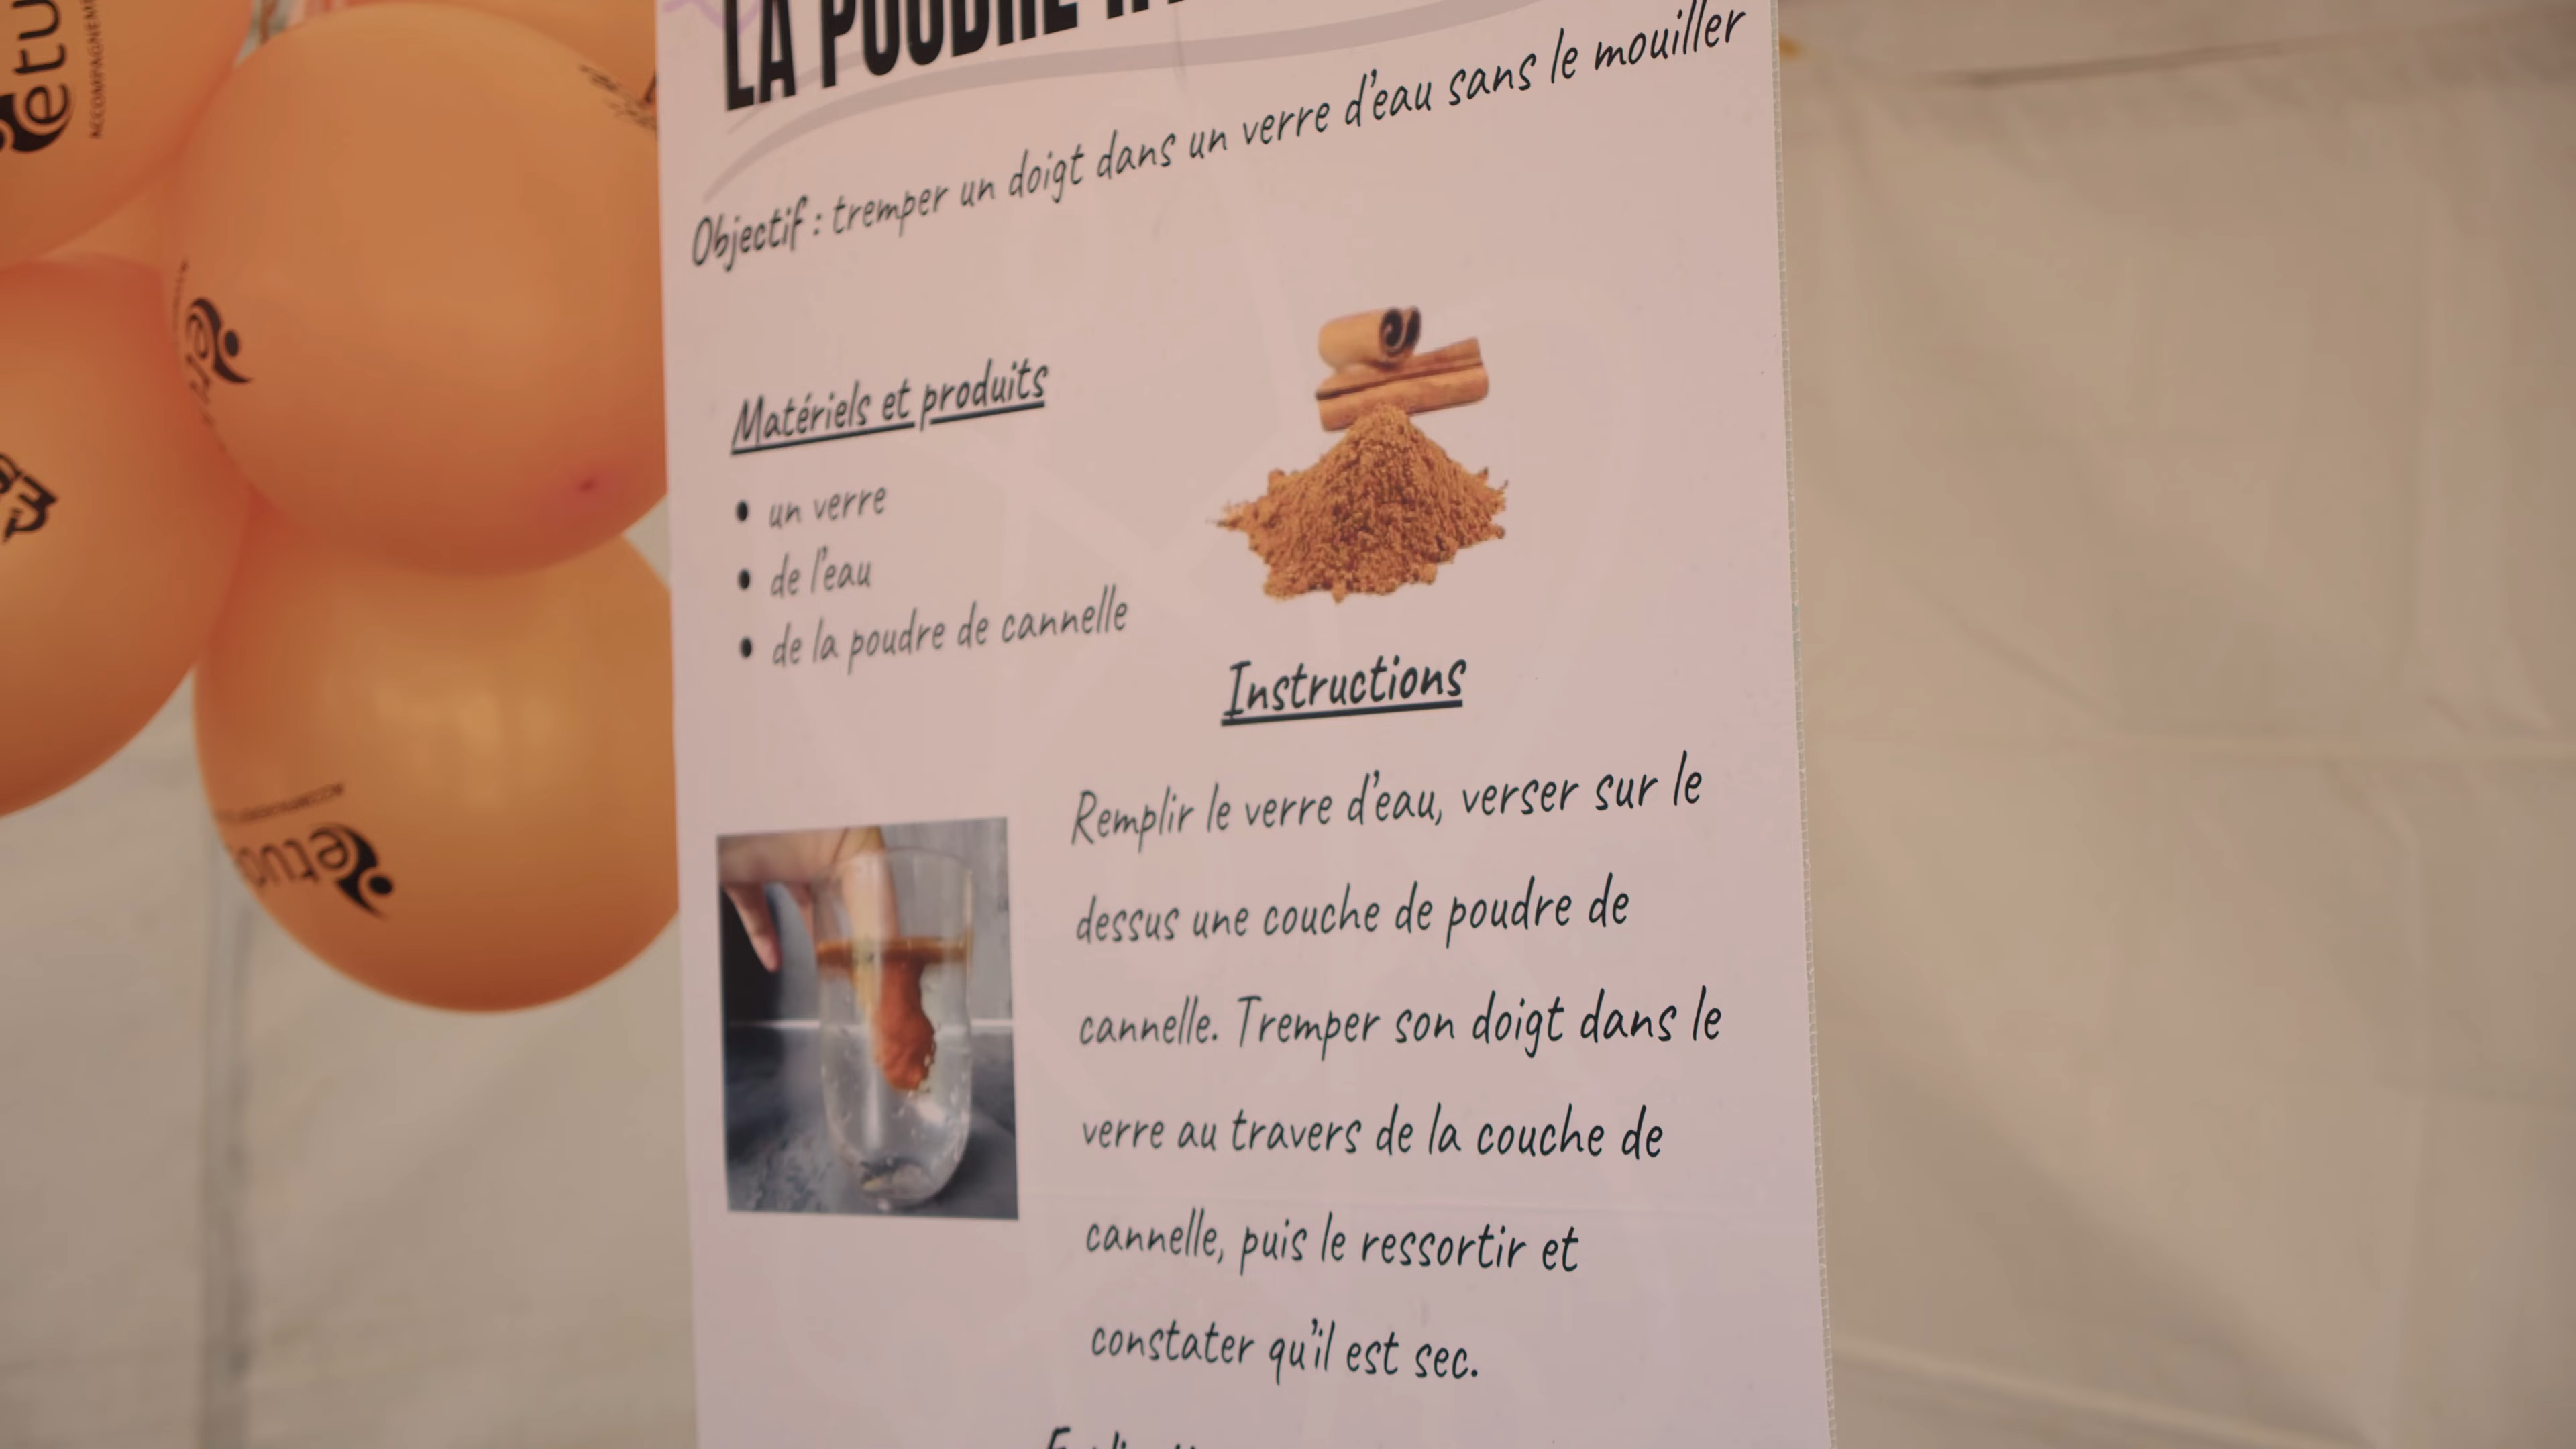 LA POUDRE
Objectif : tremper un doigt dans un verre d'eau sans le mouiller
Matériels et produits
• un verre
• de l'eau
• de la poudre de cannelle
Instructions
Remplir le verre d'eau, verser sur le
dessus une couche de poudre de
cannelle. Tremper son doigt dans le
verre au travers de la couche de
cannelle, puis le ressortir et
constater qu'il est sec.
etu